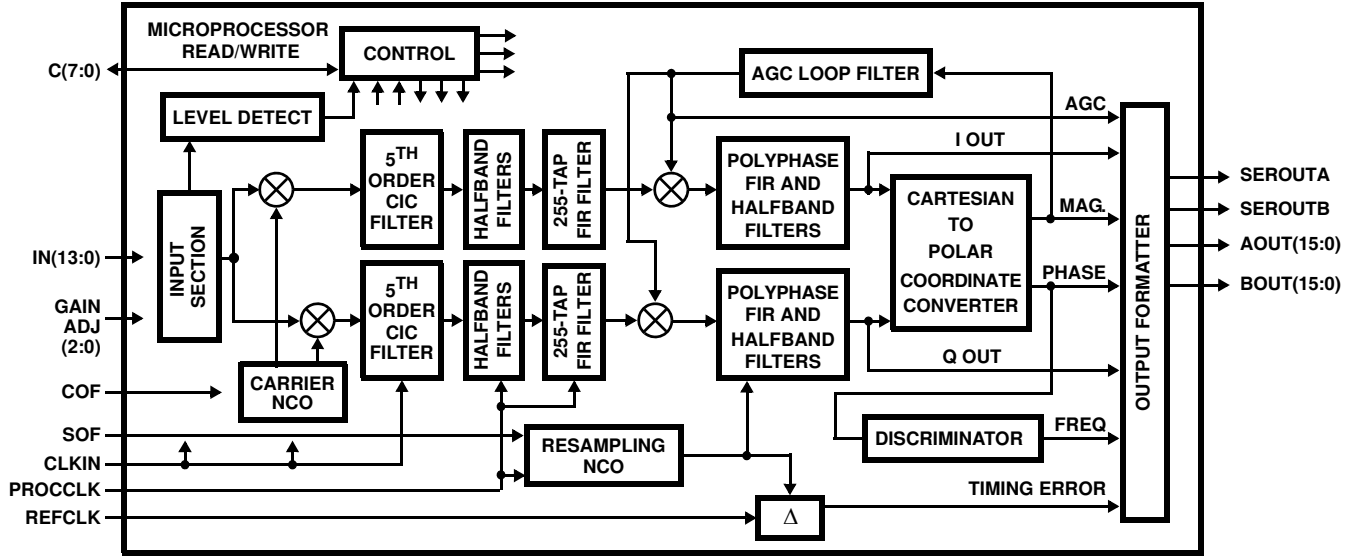 MICROPROCESSOR
READ/WRITE
C(7:0)
CONTROL
AGC LOOP FILTER
LEVEL DETECT
AGC
5TH
ORDER
CIC
FILTER
HALFBAND
FILTERS
255-TAP
FIR FILTER
POLYPHASE
FIR AND
HALFBAND
FILTERS
I OUT
CARTESIAN
TO
POLAR
COORDINATE
CONVERTER
MAG.
PHASE
SEROUTA
SEROUTB
AOUT(15:0)
BOUT(15:0)
OUTPUT FORMATTER
IN(13:0)
INPUT
SECTION
GAIN
ADJ
(2:0)
5TH
ORDER
CIC
FILTER
HALFBAND
FILTERS
255-TAP
FIR FILTER
POLYPHASE
FIR AND
HALFBAND
FILTERS
Q OUT
COF
CARRIER
NCO
SOF
CLKIN
PROCCLK
REFCLK
RESAMPLING
NCO
DISCRIMINATOR
FREQ
TIMING ERROR
Δ